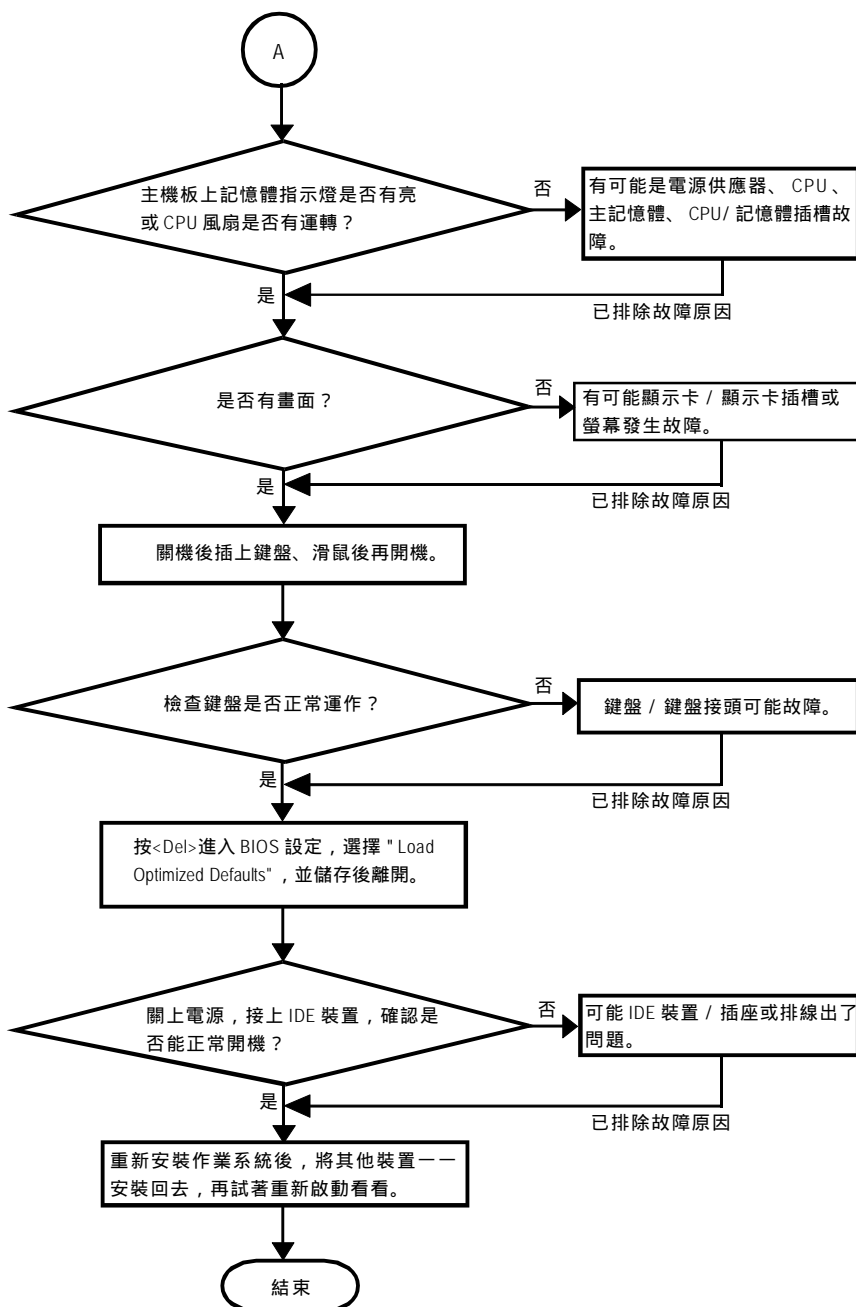 A
主機板上記憶體指示燈是否有亮
或 CPU 風扇是否有運轉？
否
有可能是電源供應器、 CPU 、
主記憶體、 CPU/ 記憶體插槽故
障。
是
已排除故障原因
是否有畫面？
否
有可能顯示卡 / 顯示卡插槽或
螢幕發生故障。
是
已排除故障原因
關機後插上鍵盤、滑鼠後再開機。
檢查鍵盤是否正常運作？
否
鍵盤 / 鍵盤接頭可能故障。
是
已排除故障原因
按<Del>進入 BIOS 設定，選擇 " Load
Optimized Defaults" ，並儲存後離開。
關上電源，接上 IDE 裝置，確認是
否能正常開機？
否
可能 IDE 裝置 / 插座或排線出了
問題。
是
已排除故障原因
重新安裝作業系統後，將其他裝置一一
安裝回去，再試著重新啟動看看。
結束